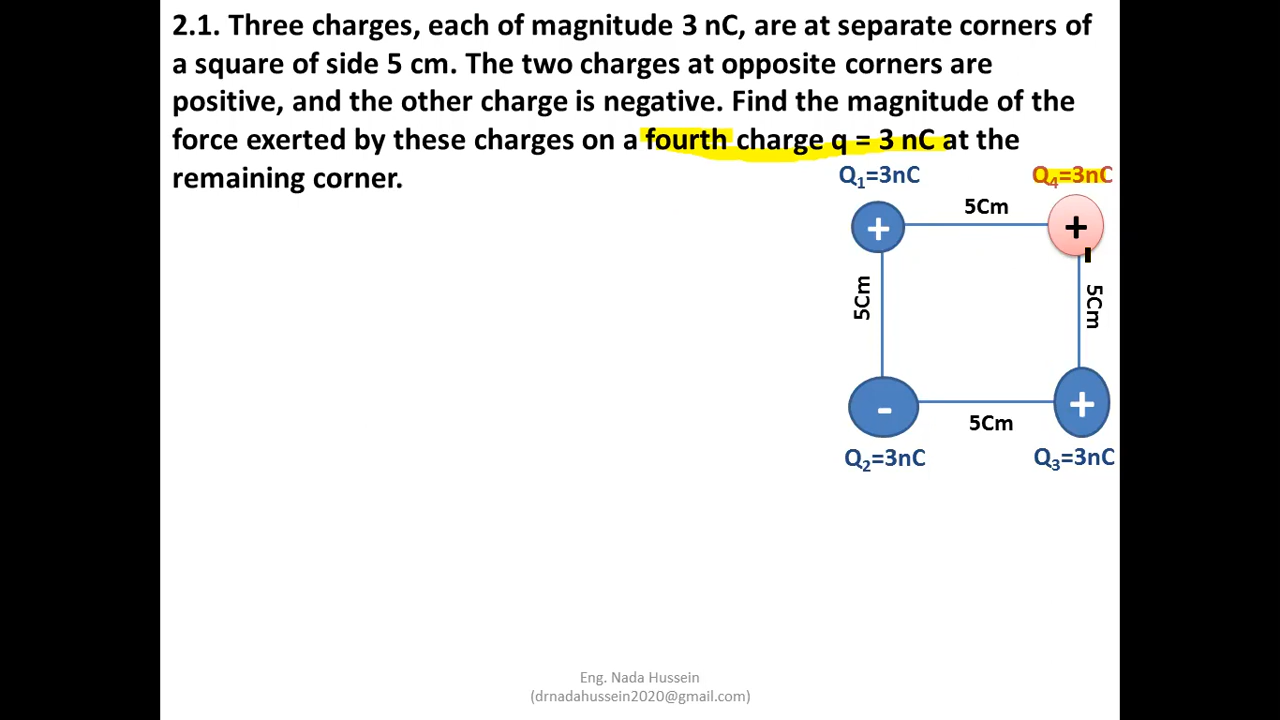 2.1. Three charges, each of magnitude 3 nC, are at separate corners of
a square of side 5 cm. The two charges at opposite corners are
positive, and the other charge is negative. Find the magnitude of the
force exerted by these charges on a fourth charge q = 3 nC at the
remaining corner.
Q₁=3nC
Q₄=3nC
5Cm
+
+
5Cm
5Cm
-
+
5Cm
Q₂=3nC
Q₃=3nC
Eng. Nada Hussein
(drnadahussein2020@gmail.com)